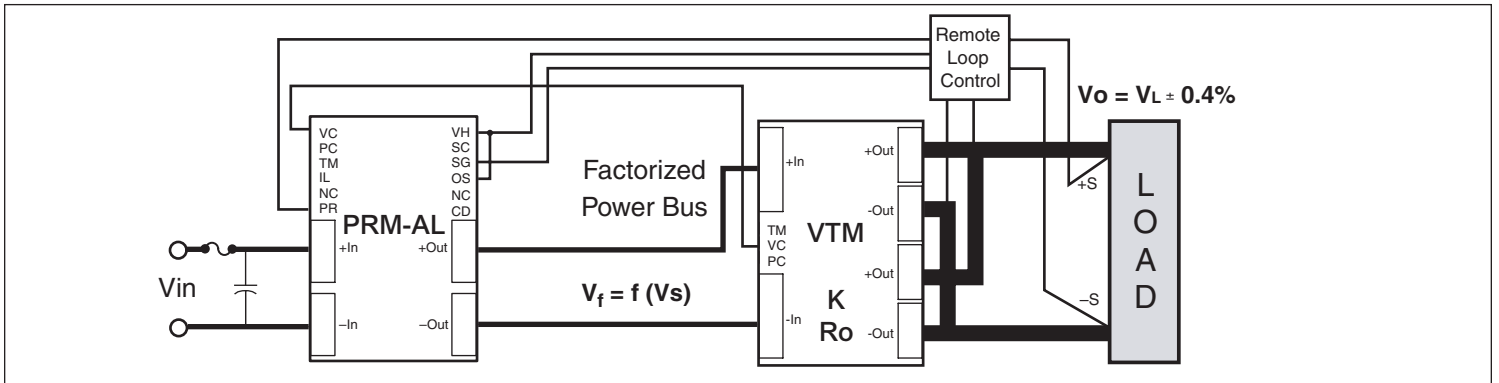 Remote
Loop
Control
Vo = VL ± 0.4%
VC
PC
TM
IL
NC
PR
VH
SC
SG
OS
NC
CD
PRM-AL
+In
–In
+Out
–Out
Vin
Factorized
Power Bus
Vf = f (Vs)
+In
TM
VC
PC
-In
VTM
K
Ro
+Out
-Out
+Out
-Out
+S
–S
LOAD